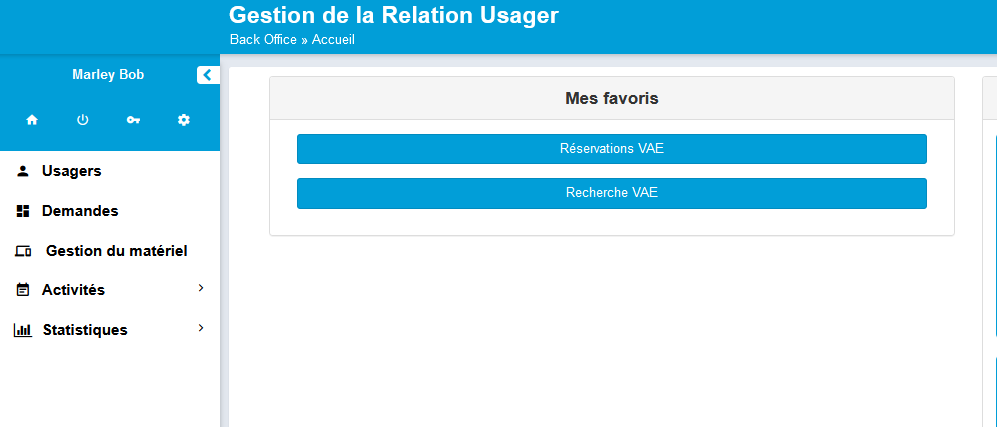 Gestion de la Relation Usager
Back Office » Accueil
Marley Bob
Usagers
Demandes
Gestion du matériel
Activités
Statistiques
Mes favoris
Réservations VAE
Recherche VAE